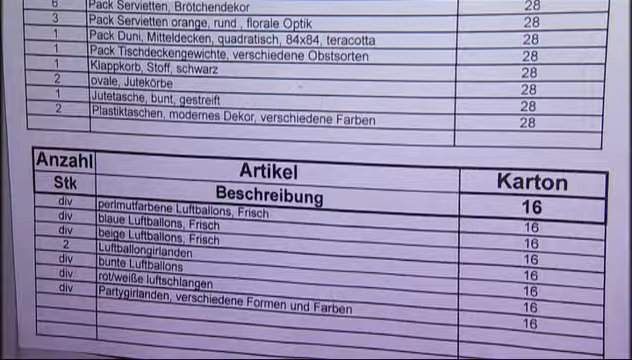 6 Pack Servietten, Brötchendekor 28
3 Pack Servietten orange, rund , florale Optik 28
1 Pack Duni, Mitteldecken, quadratisch, 84x84, teracotta 28
1 Pack Tischdeckengewichte, verschiedene Obstsorten 28
1 Klappkorb, Stoff, schwarz 28
2 ovale, Jutekörbe 28
1 Jutetasche, bunt, gestreift 28
2 Plastiktaschen, modernes Dekor, verschiedene Farben 28
Anzahl Artikel Karton
Stk Beschreibung 16
div perlmutfarbene Luftballons, Frisch 16
div blaue Luftballons, Frisch 16
div beige Luftballons, Frisch 16
2 Luftballongirlanden 16
div bunte Luftballons 16
div rot/weiße luftschlangen 16
div Partygirlanden, verschiedene Formen und Farben 16